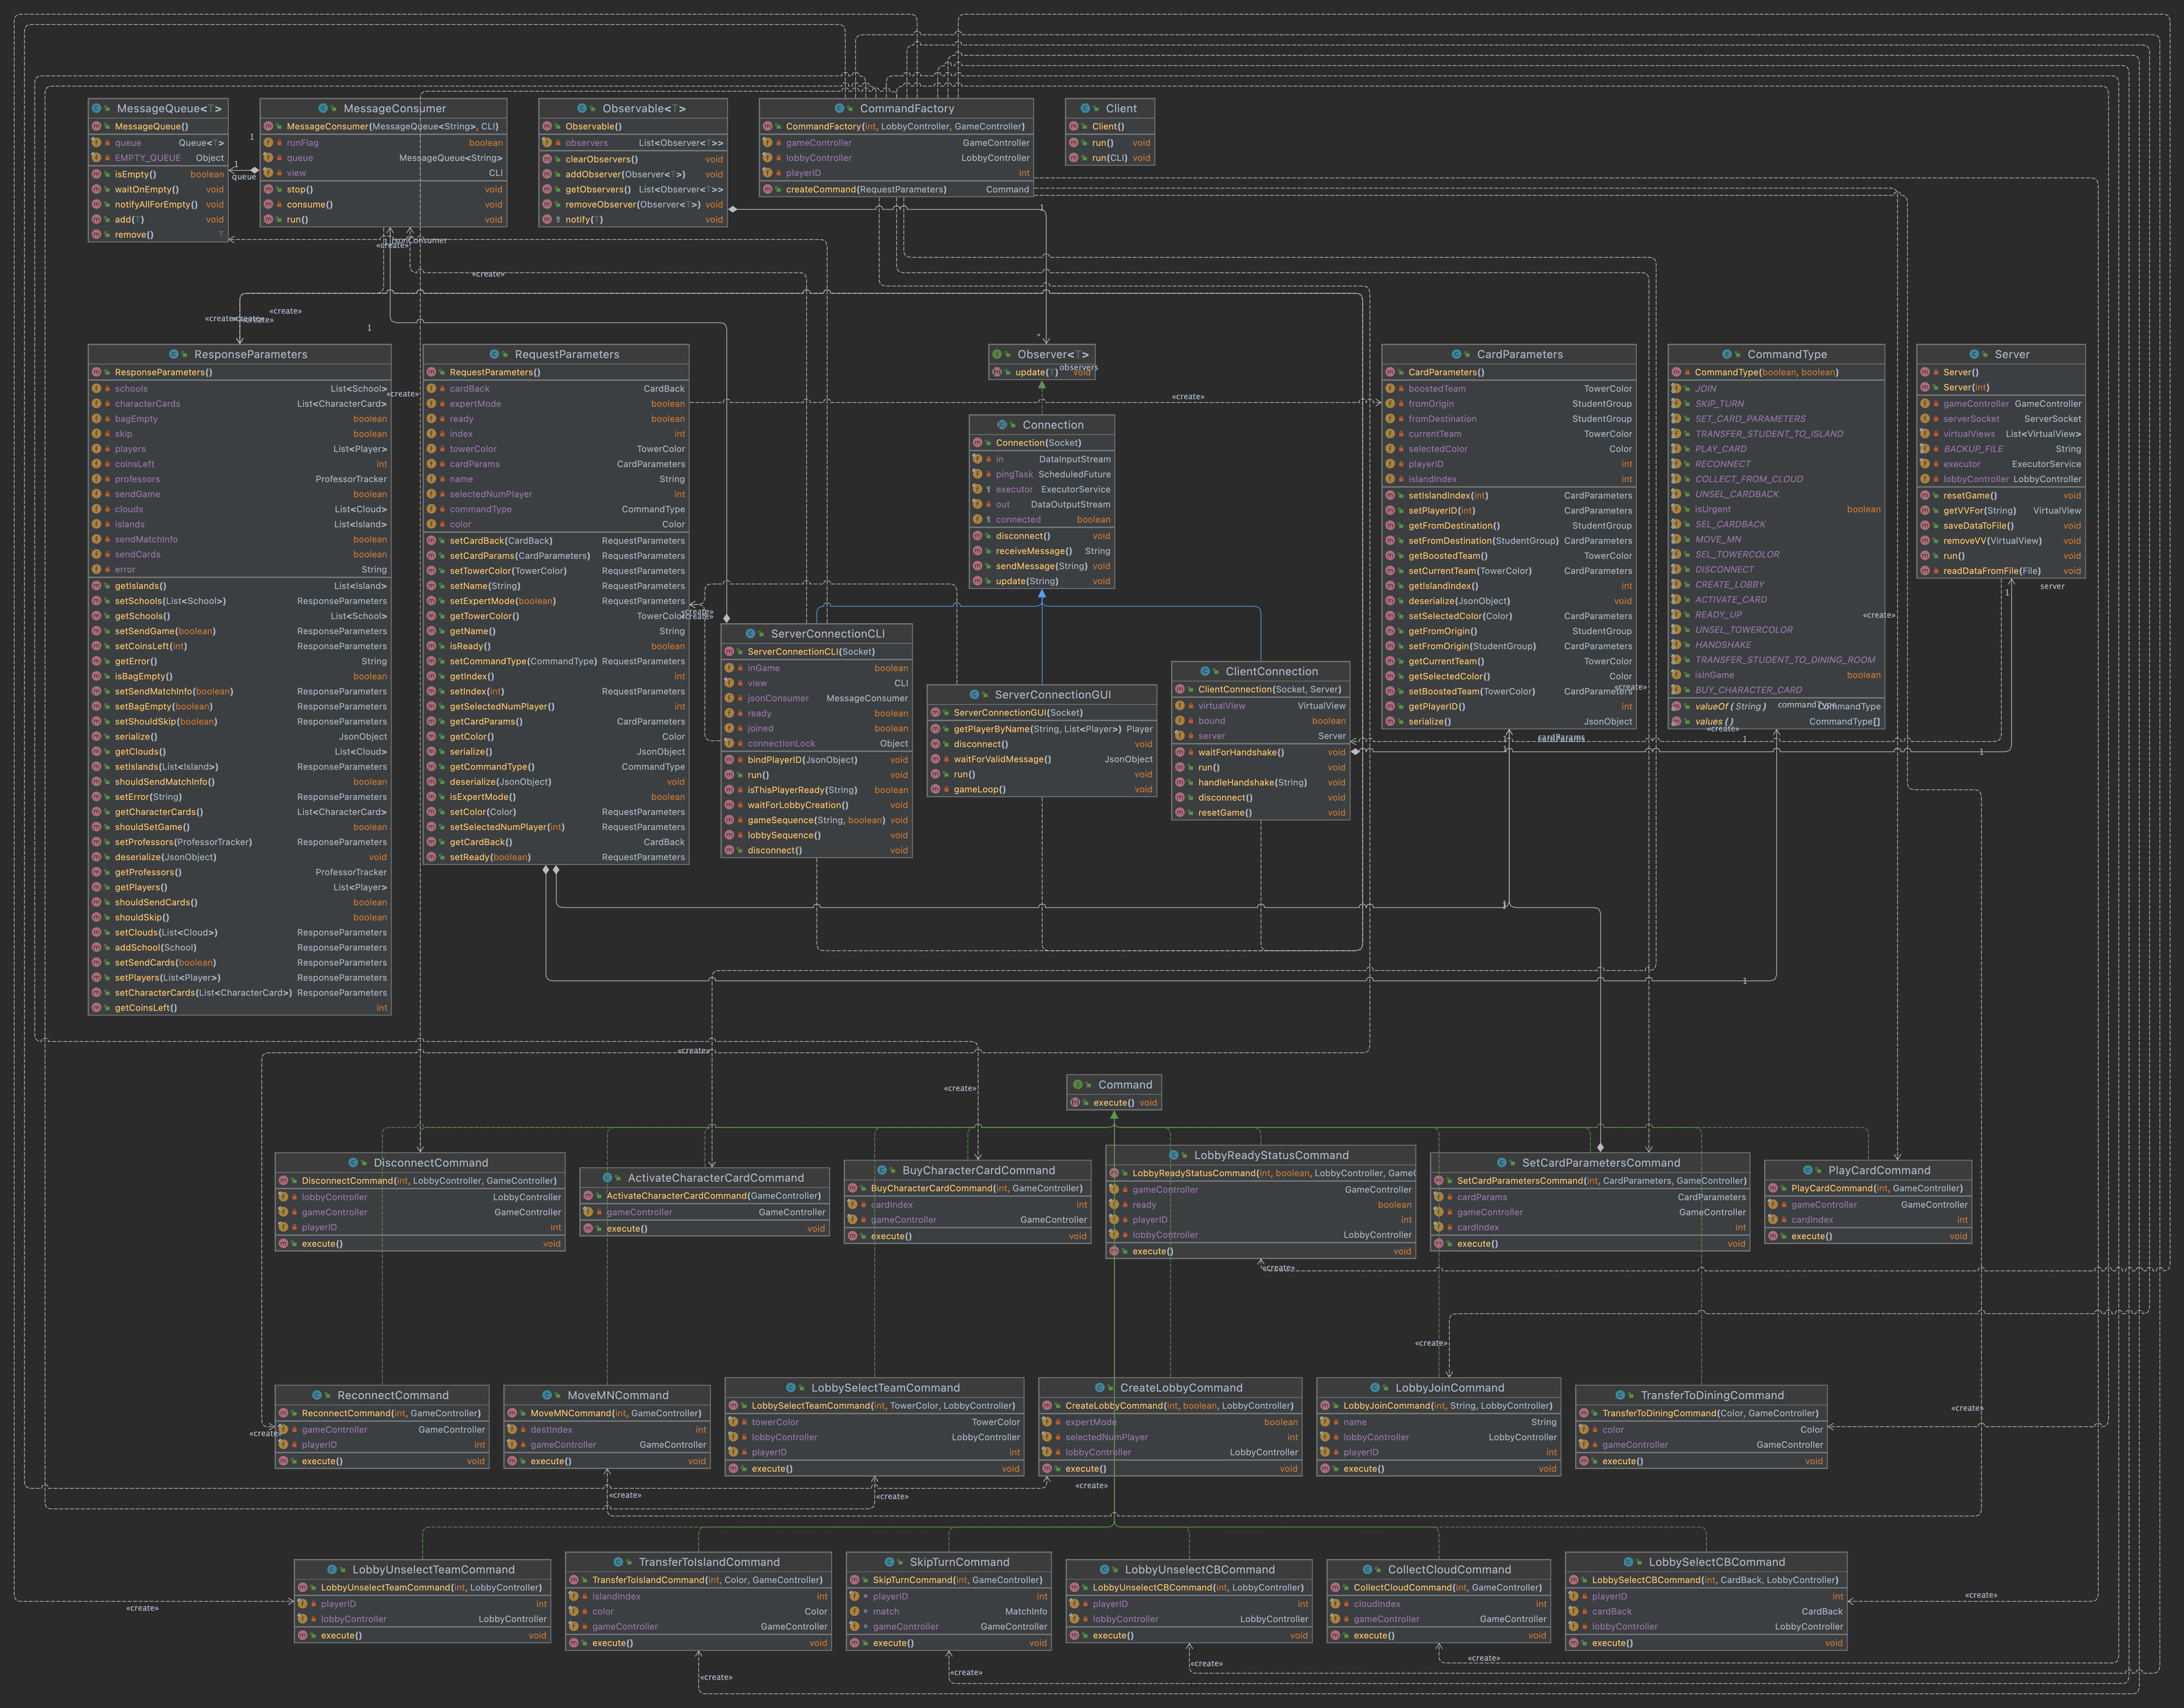 MessageQueue<T>
MessageQueue()
queue Queue<T>
EMPTY_QUEUE Object
isEmpty() boolean
waitOnEmpty() void
notifyAllForEmpty() void
add(T) void
remove() T
MessageConsumer
MessageConsumer(MessageQueue<String>, CLI)
runFlag boolean
queue MessageQueue<String>
view CLI
stop() void
consume() void
run() void
Observable<T>
Observable()
observers List<Observer<T>>
clearObservers() void
addObserver(Observer<T>) void
getObservers() List<Observer<T>>
removeObserver(Observer<T>) void
notify(T) void
CommandFactory
CommandFactory(int, LobbyController, GameController)
gameController GameController
lobbyController LobbyController
playerID int
createCommand(RequestParameters) Command
Client
Client()
run() void
run(CLI) void
1
1
queue
1
jsonConsumer
«create»
«create»
«create»
«create»
1
*
ResponseParameters
ResponseParameters()
schools List<School>
characterCards List<CharacterCard>
bagEmpty boolean
skip boolean
players List<Player>
coinsLeft int
professors ProfessorTracker
sendGame boolean
clouds List<Cloud>
islands List<Island>
sendMatchInfo boolean
sendCards boolean
error String
getIslands() List<Island>
setSchools(List<School>) ResponseParameters
getSchools() List<School>
setSendGame(boolean) ResponseParameters
setCoinsLeft(int) ResponseParameters
getError() String
isBagEmpty() boolean
setSendMatchInfo(boolean) ResponseParameters
setBagEmpty(boolean) ResponseParameters
setShouldSkip(boolean) ResponseParameters
serialize() JsonObject
getClouds() List<Cloud>
setIslands(List<Island>) ResponseParameters
shouldSendMatchInfo() boolean
setError(String) ResponseParameters
getCharacterCards() List<CharacterCard>
shouldSetGame() boolean
setProfessors(ProfessorTracker) ResponseParameters
deserialize(JsonObject) void
getProfessors() ProfessorTracker
getPlayers() List<Player>
shouldSendCards() boolean
shouldSkip() boolean
setClouds(List<Cloud>) ResponseParameters
addSchool(School) ResponseParameters
setSendCards(boolean) ResponseParameters
setPlayers(List<Player>) ResponseParameters
setCharacterCards(List<CharacterCard>) ResponseParameters
getCoinsLeft() int
«create»
RequestParameters
RequestParameters()
cardBack CardBack
expertMode boolean
ready boolean
index int
towerColor TowerColor
cardParams CardParameters
name String
selectedNumPlayer int
commandType CommandType
color Color
setCardBack(CardBack) RequestParameters
setCardParams(CardParameters) RequestParameters
setTowerColor(TowerColor) RequestParameters
setName(String) RequestParameters
setExpertMode(boolean) RequestParameters
getTowerColor() TowerColor
getName() String
isReady() boolean
setCommandType(CommandType) RequestParameters
getIndex() int
setIndex(int) RequestParameters
getSelectedNumPlayer() int
getCardParams() CardParameters
getColor() Color
serialize() JsonObject
getCommandType() CommandType
deserialize(JsonObject) void
isExpertMode() boolean
setColor(Color) RequestParameters
setSelectedNumPlayer(int) RequestParameters
getCardBack() CardBack
setReady(boolean) RequestParameters
«create»
«create»
Observer<T>
update(T) void
observers
«create»
Connection
Connection(Socket)
in DataInputStream
pingTask ScheduledFuture
executor ExecutorService
out DataOutputStream
connected boolean
disconnect() void
receiveMessage() String
sendMessage(String) void
update(String) void
ServerConnectionCLI
ServerConnectionCLI(Socket)
inGame boolean
view CLI
jsonConsumer MessageConsumer
ready boolean
joined boolean
connectionLock Object
bindPlayerID(JsonObject) void
run() void
isThisPlayerReady(String) boolean
waitForLobbyCreation() void
gameSequence(String, boolean) void
lobbySequence() void
disconnect() void
ServerConnectionGUI
ServerConnectionGUI(Socket)
getPlayerByName(String, List<Player>) Player
disconnect() void
waitForValidMessage() JsonObject
run() void
gameLoop() void
ClientConnection
ClientConnection(Socket, Server)
virtualView VirtualView
bound boolean
server Server
waitForHandshake() void
run() void
handleHandshake(String) void
disconnect() void
resetGame() void
CardParameters
CardParameters()
boostedTeam TowerColor
fromOrigin StudentGroup
fromDestination StudentGroup
currentTeam TowerColor
selectedColor Color
playerID int
islandIndex int
setIslandIndex(int) CardParameters
setPlayerID(int) CardParameters
getFromDestination() StudentGroup
setFromDestination(StudentGroup) CardParameters
getBoostedTeam() TowerColor
setCurrentTeam(TowerColor) CardParameters
getIslandIndex() int
deserialize(JsonObject) void
setSelectedColor(Color) CardParameters
getFromOrigin() StudentGroup
setFromOrigin(StudentGroup) CardParameters
getCurrentTeam() TowerColor
getSelectedColor() Color
setBoostedTeam(TowerColor) CardParameters
getPlayerID() int
serialize() JsonObject
«create»
cardParams
CommandType
CommandType(boolean, boolean)
JOIN
SKIP_TURN
SET_CARD_PARAMETERS
TRANSFER_STUDENT_TO_ISLAND
PLAY_CARD
RECONNECT
COLLECT_FROM_CLOUD
UNSEL_CARDBACK
isUrgent boolean
SEL_CARDBACK
MOVE_MN
SEL_TOWERCOLOR
DISCONNECT
CREATE_LOBBY
ACTIVATE_CARD
READY_UP
UNSEL_TOWERCOLOR
HANDSHAKE
TRANSFER_STUDENT_TO_DINING_ROOM
isInGame boolean
BUY_CHARACTER_CARD
valueOf(String) CommandType
commandType
values() CommandType[]
«create»
«create»
Server
Server()
Server(int)
gameController GameController
serverSocket ServerSocket
virtualViews List<VirtualView>
BACKUP_FILE String
executor ExecutorService
lobbyController LobbyController
resetGame() void
getVVFor(String) VirtualView
saveDataToFile() void
removeVV(VirtualView) void
run() void
readDataFromFile(File) void
server
1
1
1
1
1
1
1
«create»
«create»
Command
execute() void
DisconnectCommand
DisconnectCommand(int, LobbyController, GameController)
lobbyController LobbyController
gameController GameController
playerID int
execute() void
ActivateCharacterCardCommand
ActivateCharacterCardCommand(GameController)
gameController GameController
execute() void
BuyCharacterCardCommand
BuyCharacterCardCommand(int, GameController)
cardIndex int
gameController GameController
execute() void
LobbyReadyStatusCommand
LobbyReadyStatusCommand(int, boolean, LobbyController, GameC
gameController GameController
ready boolean
playerID int
lobbyController LobbyController
execute() void
«create»
SetCardParametersCommand
SetCardParametersCommand(int, CardParameters, GameController)
cardParams CardParameters
gameController GameController
cardIndex int
execute() void
PlayCardCommand
PlayCardCommand(int, GameController)
gameController GameController
cardIndex int
execute() void
«create»
«create»
«create»
ReconnectCommand
ReconnectCommand(int, GameController)
gameController GameController
playerID int
execute() void
MoveMNCommand
MoveMNCommand(int, GameController)
destIndex int
gameController GameController
execute() void
LobbySelectTeamCommand
LobbySelectTeamCommand(int, TowerColor, LobbyController)
towerColor TowerColor
lobbyController LobbyController
playerID int
execute() void
CreateLobbyCommand
CreateLobbyCommand(int, boolean, LobbyController)
expertMode boolean
selectedNumPlayer int
lobbyController LobbyController
execute() void
LobbyJoinCommand
LobbyJoinCommand(int, String, LobbyController)
name String
lobbyController LobbyController
playerID int
execute() void
TransferToDiningCommand
TransferToDiningCommand(Color, GameController)
color Color
gameController GameController
execute() void
«create»
«create»
«create»
LobbyUnselectTeamCommand
LobbyUnselectTeamCommand(int, LobbyController)
playerID int
lobbyController LobbyController
execute() void
«create»
TransferToIslandCommand
TransferToIslandCommand(int, Color, GameController)
islandIndex int
color Color
gameController GameController
execute() void
SkipTurnCommand
SkipTurnCommand(int, GameController)
playerID int
match MatchInfo
gameController GameController
execute() void
LobbyUnselectCBCommand
LobbyUnselectCBCommand(int, LobbyController)
playerID int
lobbyController LobbyController
execute() void
CollectCloudCommand
CollectCloudCommand(int, GameController)
cloudIndex int
gameController GameController
execute() void
LobbySelectCBCommand
LobbySelectCBCommand(int, CardBack, LobbyController)
playerID int
cardBack CardBack
lobbyController LobbyController
execute() void
«create»
«create»
«create»
«create»
«create»